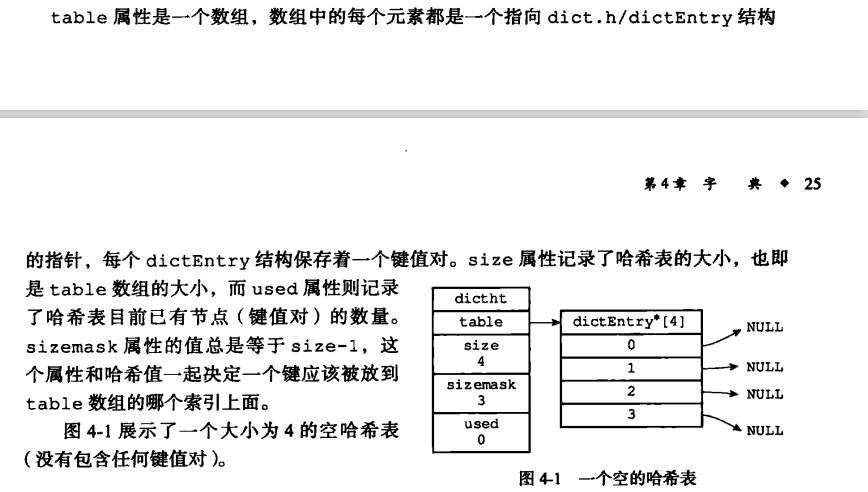 table 属性是一个数组，数组中的每个元素都是一个指向 dict.h/dictEntry 结构
第4章 字 典 ◆ 25
的指针，每个 dictEntry 结构保存着一个键值对。size 属性记录了哈希表的大小，也即
是 table 数组的大小，而 used 属性则记录
了哈希表目前已有节点（键值对）的数量。
sizemask 属性的值总是等于 size-1，这
个属性和哈希值一起决定一个键应该被放到
table 数组的哪个索引上面。
图 4-1 展示了一个大小为 4 的空哈希表
（没有包含任何键值对）。
dictht
table
size
4
sizemask
3
used
0
dictEntry*[4]
0
1
2
3
NULL
NULL
NULL
NULL
图 4-1 一个空的哈希表